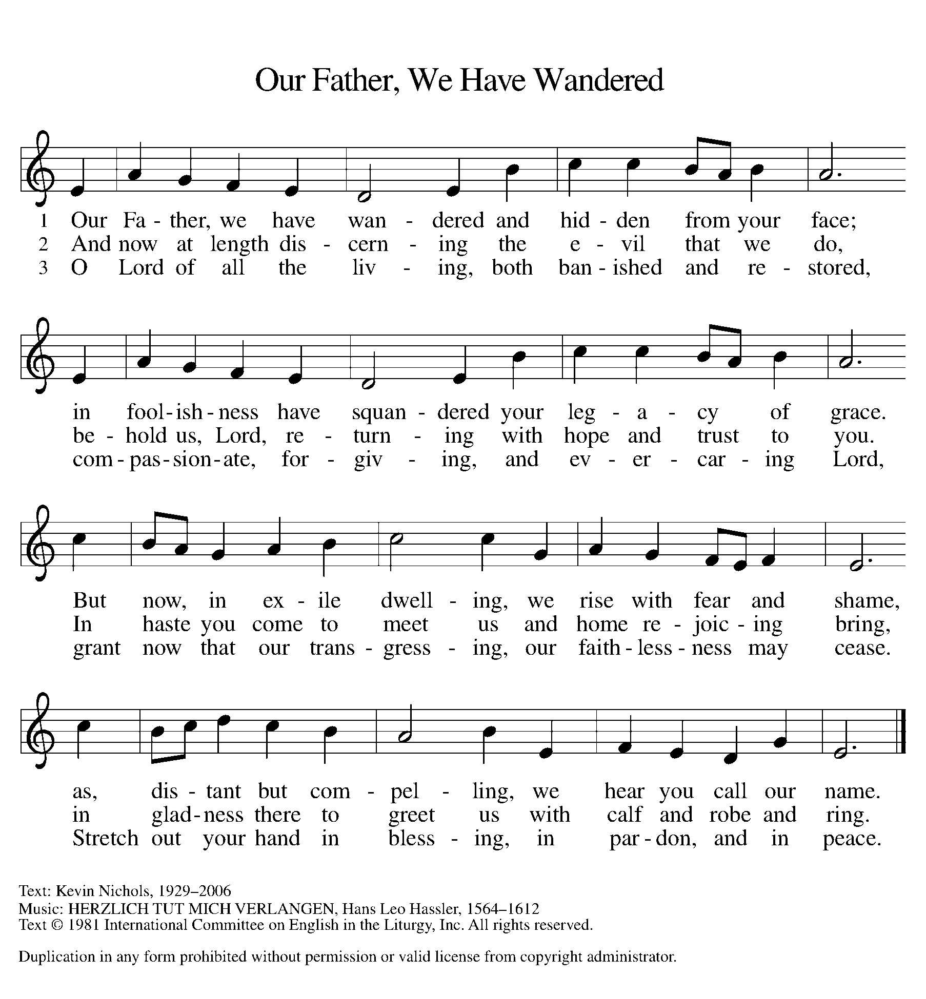 Our Father, We Have Wandered
1 Our Fa - ther, we have wan - dered and hid - den from your face;
2 And now at length dis - cern - ing the e - vil that we do,
3 O Lord of all the liv - ing, both ban - ished and re - stored,
in fool - ish - ness have squan - dered your leg - a - cy of grace.
be - hold us, Lord, re - turn - ing with hope and trust to you.
com - pas - sion - ate, for - giv - ing, and ev - er - car - ing Lord,
But now, in ex - ile dwell - ing, we rise with fear and shame,
In haste you come to meet us and home re - joic - ing bring,
grant now that our trans - gress - ing, our faith - less - ness may cease.
as, dis - tant but com - pel - ling, we hear you call our name.
in glad - ness there to greet us with calf and robe and ring.
Stretch out your hand in bless - ing, in par - don, and in peace.
Text: Kevin Nichols, 1929–2006
Music: HERZLICH TUT MICH VERLANGEN, Hans Leo Hassler, 1564–1612
Text © 1981 International Committee on English in the Liturgy, Inc. All rights reserved.
Duplication in any form prohibited without permission or valid license from copyright administrator.